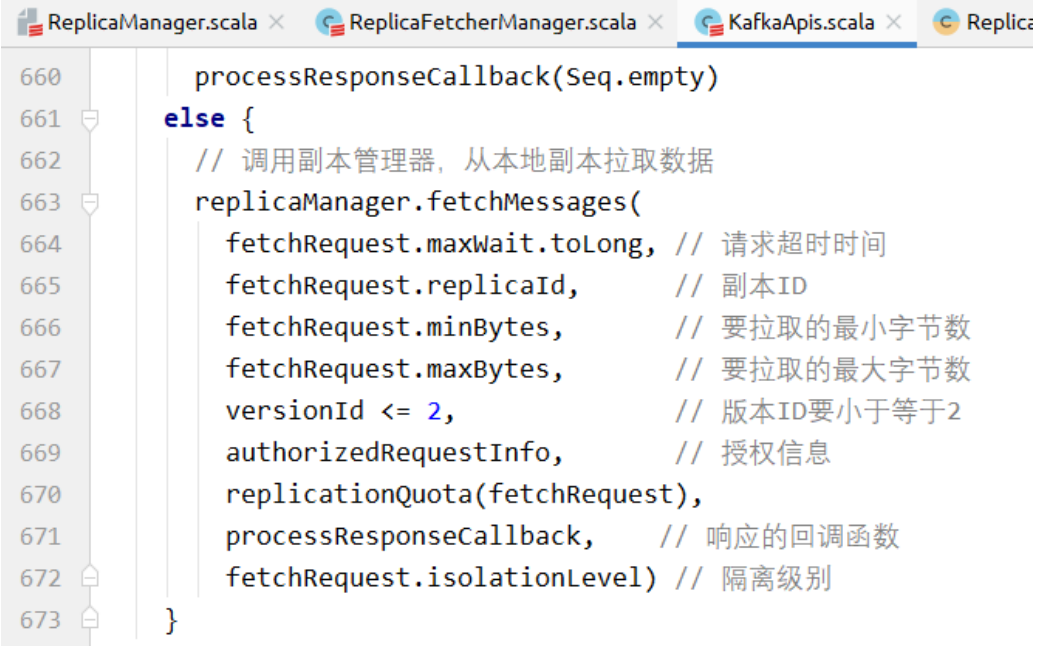 ReplicaManager.scala × ReplicaFetcherManager.scala × KafkaApis.scala × Replica
660 processResponseCallback(Seq.empty)
661 else {
662 // 调用副本管理器，从本地副本拉取数据
663 replicaManager.fetchMessages(
664 fetchRequest.maxWait.toLong, // 请求超时时间
665 fetchRequest.replicaId, // 副本ID
666 fetchRequest.minBytes, // 要拉取的最小字节数
667 fetchRequest.maxBytes, // 要拉取的最大字节数
668 versionId <= 2, // 版本ID要小于等于2
669 authorizedRequestInfo, // 授权信息
670 replicationQuota(fetchRequest),
671 processResponseCallback, // 响应的回调函数
672 fetchRequest.isolationLevel) // 隔离级别
673 }